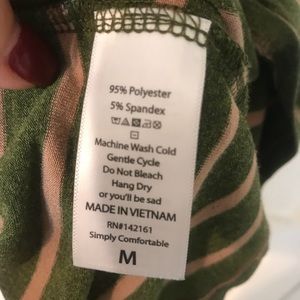 95% Polyester
5% Spandex
Machine Wash Cold
Gentle Cycle
Do Not Bleach
Hang Dry
or you'll be sad
MADE IN VIETNAM
RN#142161
Simply Comfortable
M